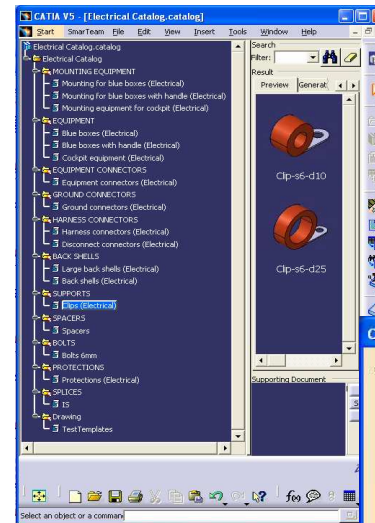 CATIA V5 - [Electrical Catalog.catalog]
Start SmarTeam File Edit View Insert Tools Window Help
Electrical Catalog.catalog
Electrical Catalog
MOUNTING EQUIPMENT
Mounting for blue boxes (Electrical)
Mounting for blue boxes with handle (Electrical)
Mounting equipment for cockpit (Electrical)
EQUIPMENT
Blue boxes (Electrical)
Blue boxes with handle (Electrical)
Cockpit equipment (Electrical)
EQUIPMENT CONNECTORS
Equipment connectors (Electrical)
GROUND CONNECTORS
Ground connectors (Electrical)
HARNESS CONNECTORS
Harness connectors (Electrical)
Disconnect connectors (Electrical)
BACK SHELLS
Large back shells (Electrical)
Back shells (Electrical)
SUPPORTS
Clips (Electrical)
SPACERS
Spacers
BOLTS
Bolts 6mm
PROTECTIONS
Protections (Electrical)
SPLICES
IS
Drawing
TestTemplates
Search
Filter:
Result
Preview Generat
Clip-s6-d10
Clip-s6-d25
Supporting Document
f(x)
Select an object or a comman